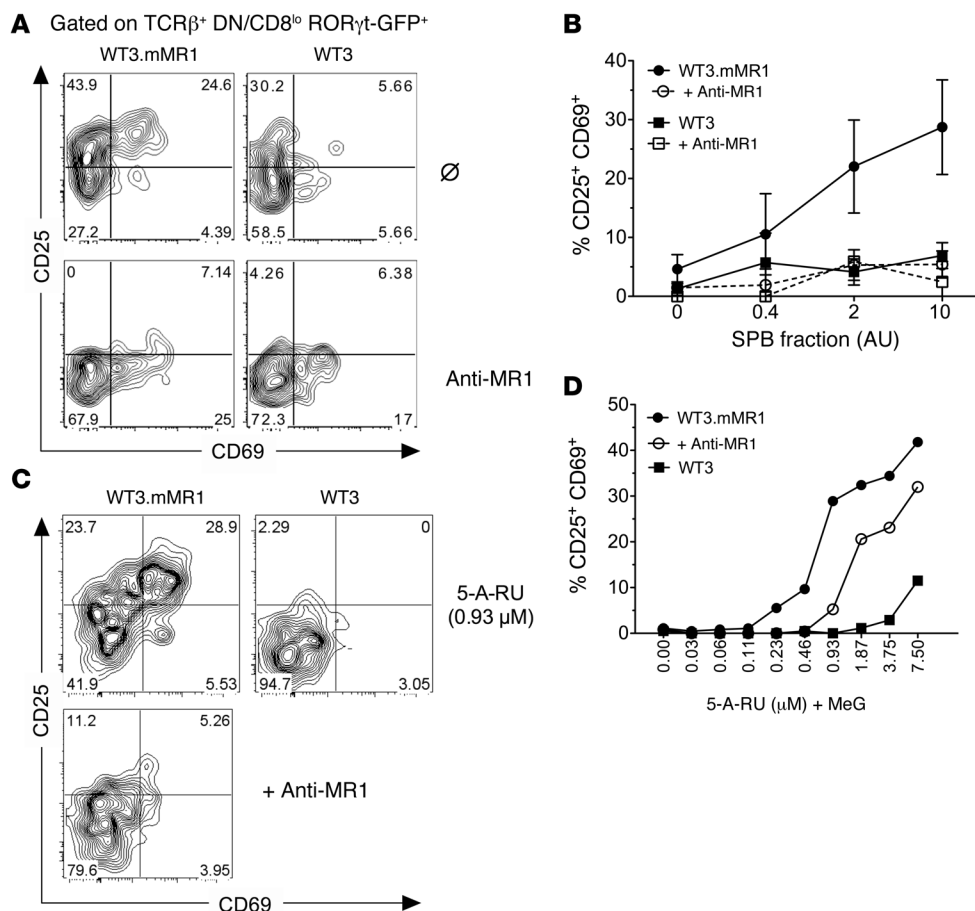 A Gated on TCRβ⁺ DN/CD8ˡᵒ RORγt-GFP⁺
WT3.mMR1 WT3
43.9 24.6
27.2 4.39
30.2 5.66
58.5 5.66
Ø
0 7.14
67.9 25
4.26 6.38
72.3 17
Anti-MR1
CD25
CD69
B
WT3.mMR1
+ Anti-MR1
WT3
+ Anti-MR1
% CD25⁺ CD69⁺
40
30
20
10
0
0 0.4 2 10
SPB fraction (AU)
C
WT3.mMR1 WT3
23.7 28.9
41.9 5.53
2.29 0
94.7 3.05
5-A-RU
(0.93 µM)
11.2 5.26
79.6 3.95
+ Anti-MR1
CD25
CD69
D
WT3.mMR1
+ Anti-MR1
WT3
% CD25⁺ CD69⁺
50
40
30
20
10
0
0.00 0.03 0.06 0.11 0.23 0.46 0.93 1.87 3.75 7.50
5-A-RU (µM) + MeG